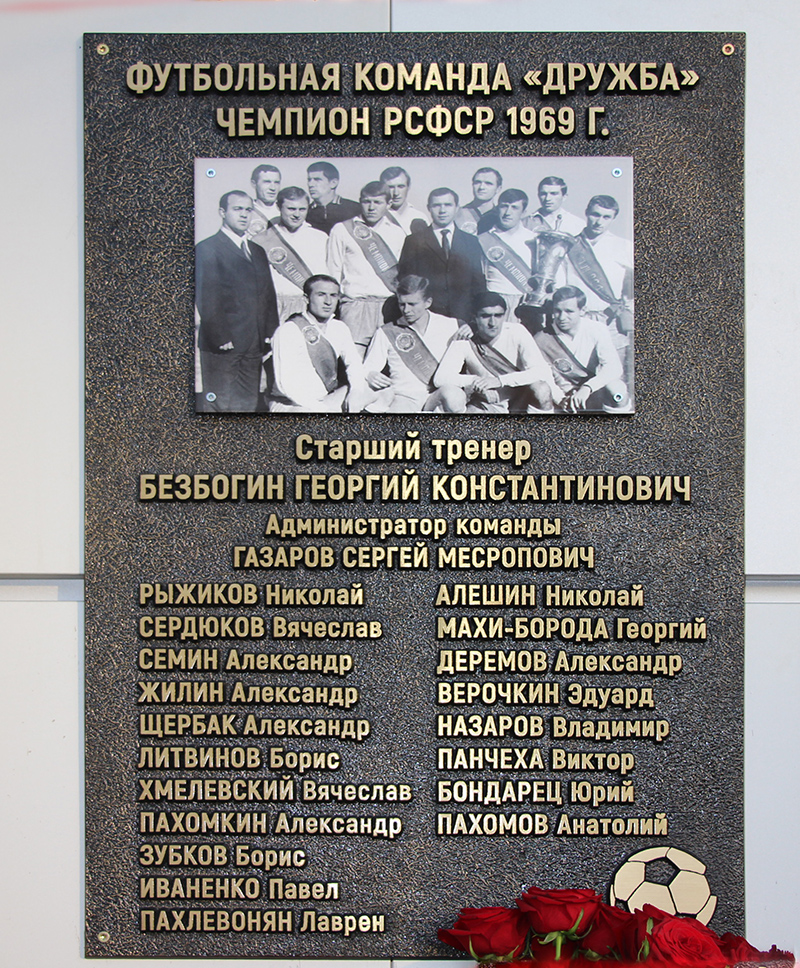 ФУТБОЛЬНАЯ КОМАНДА «ДРУЖБА»
ЧЕМПИОН РСФСР 1969 Г.
Старший тренер
БЕЗБОГИН ГЕОРГИЙ КОНСТАНТИНОВИЧ
Администратор команды
ГАЗАРОВ СЕРГЕЙ МЕСРОПОВИЧ
РЫЖИКОВ Николай
СЕРДЮКОВ Вячеслав
СЕМИН Александр
ЖИЛИН Александр
ЩЕРБАК Александр
ЛИТВИНОВ Борис
ХМЕЛЕВСКИЙ Вячеслав
ПАХОМКИН Александр
ЗУБКОВ Борис
ИВАНЕНКО Павел
ПАХЛЕВОНЯН Лаврен
АЛЕШИН Николай
МАХИ-БОРОДА Георгий
ДЕРЕМОВ Александр
ВЕРОЧКИН Эдуард
НАЗАРОВ Владимир
ПАНЧЕХА Виктор
БОНДАРЕЦ Юрий
ПАХОМОВ Анатолий